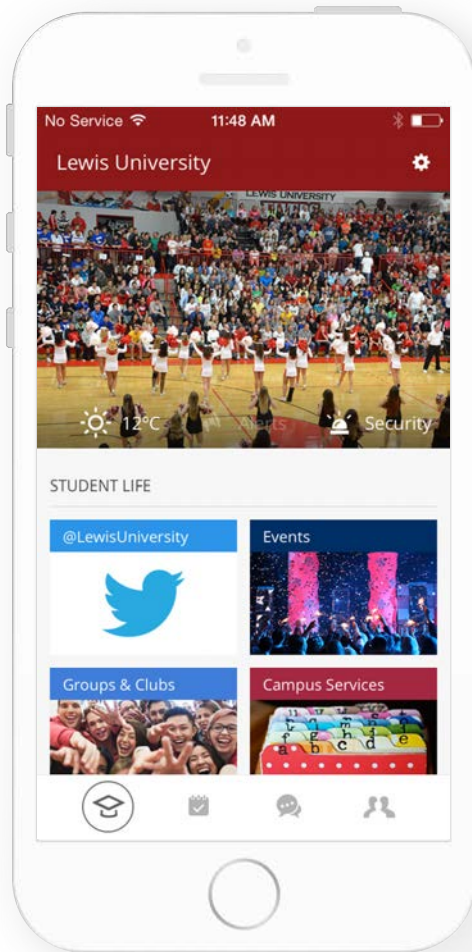 No Service 11:48 AM
Lewis University
LEWIS UNIVERSITY
12°C Alerts Security
STUDENT LIFE
@LewisUniversity Events
Groups & Clubs Campus Services
a b c d e